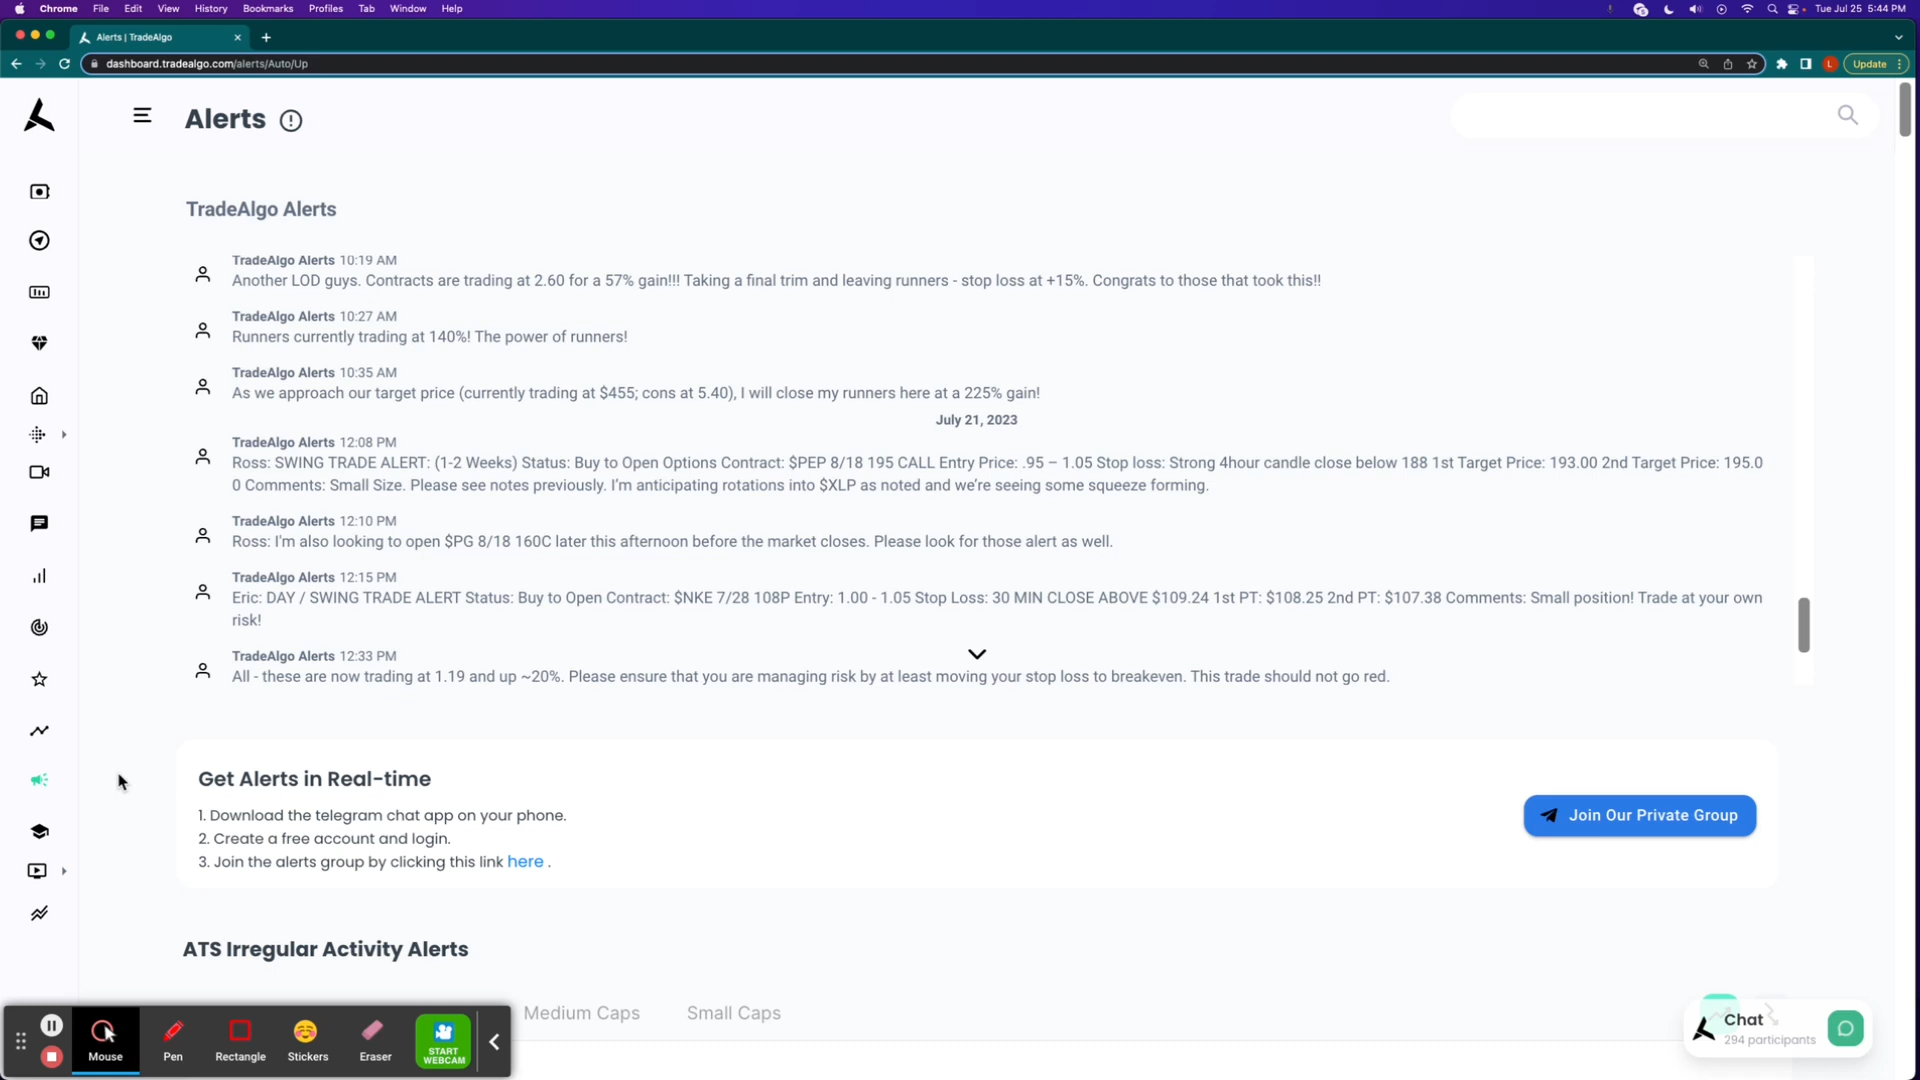 Chrome File Edit View History Bookmarks Profiles Tab Window Help
Tue Jul 25 5:44 PM
Alerts | TradeAlgo
dashboard.tradealgo.com/alerts/Auto/Up
L
Update
Alerts
TradeAlgo Alerts
TradeAlgo Alerts 10:19 AM
Another LOD guys. Contracts are trading at 2.60 for a 57% gain!!! Taking a final trim and leaving runners - stop loss at +15%. Congrats to those that took this!!
TradeAlgo Alerts 10:27 AM
Runners currently trading at 140%! The power of runners!
TradeAlgo Alerts 10:35 AM
As we approach our target price (currently trading at $455; cons at 5.40), I will close my runners here at a 225% gain!
July 21, 2023
TradeAlgo Alerts 12:08 PM
Ross: SWING TRADE ALERT: (1-2 Weeks) Status: Buy to Open Options Contract: $PEP 8/18 195 CALL Entry Price: .95 – 1.05 Stop loss: Strong 4hour candle close below 188 1st Target Price: 193.00 2nd Target Price: 195.0
0 Comments: Small Size. Please see notes previously. I'm anticipating rotations into $XLP as noted and we're seeing some squeeze forming.
TradeAlgo Alerts 12:10 PM
Ross: I'm also looking to open $PG 8/18 160C later this afternoon before the market closes. Please look for those alert as well.
TradeAlgo Alerts 12:15 PM
Eric: DAY / SWING TRADE ALERT Status: Buy to Open Contract: $NKE 7/28 108P Entry: 1.00 - 1.05 Stop Loss: 30 MIN CLOSE ABOVE $109.24 1st PT: $108.25 2nd PT: $107.38 Comments: Small position! Trade at your own
risk!
TradeAlgo Alerts 12:33 PM
All - these are now trading at 1.19 and up ~20%. Please ensure that you are managing risk by at least moving your stop loss to breakeven. This trade should not go red.
Get Alerts in Real-time
1. Download the telegram chat app on your phone.
2. Create a free account and login.
3. Join the alerts group by clicking this link here .
Join Our Private Group
ATS Irregular Activity Alerts
Medium Caps Small Caps
Mouse Pen Rectangle Stickers Eraser
START
WEBCAM
Chat
294 participants